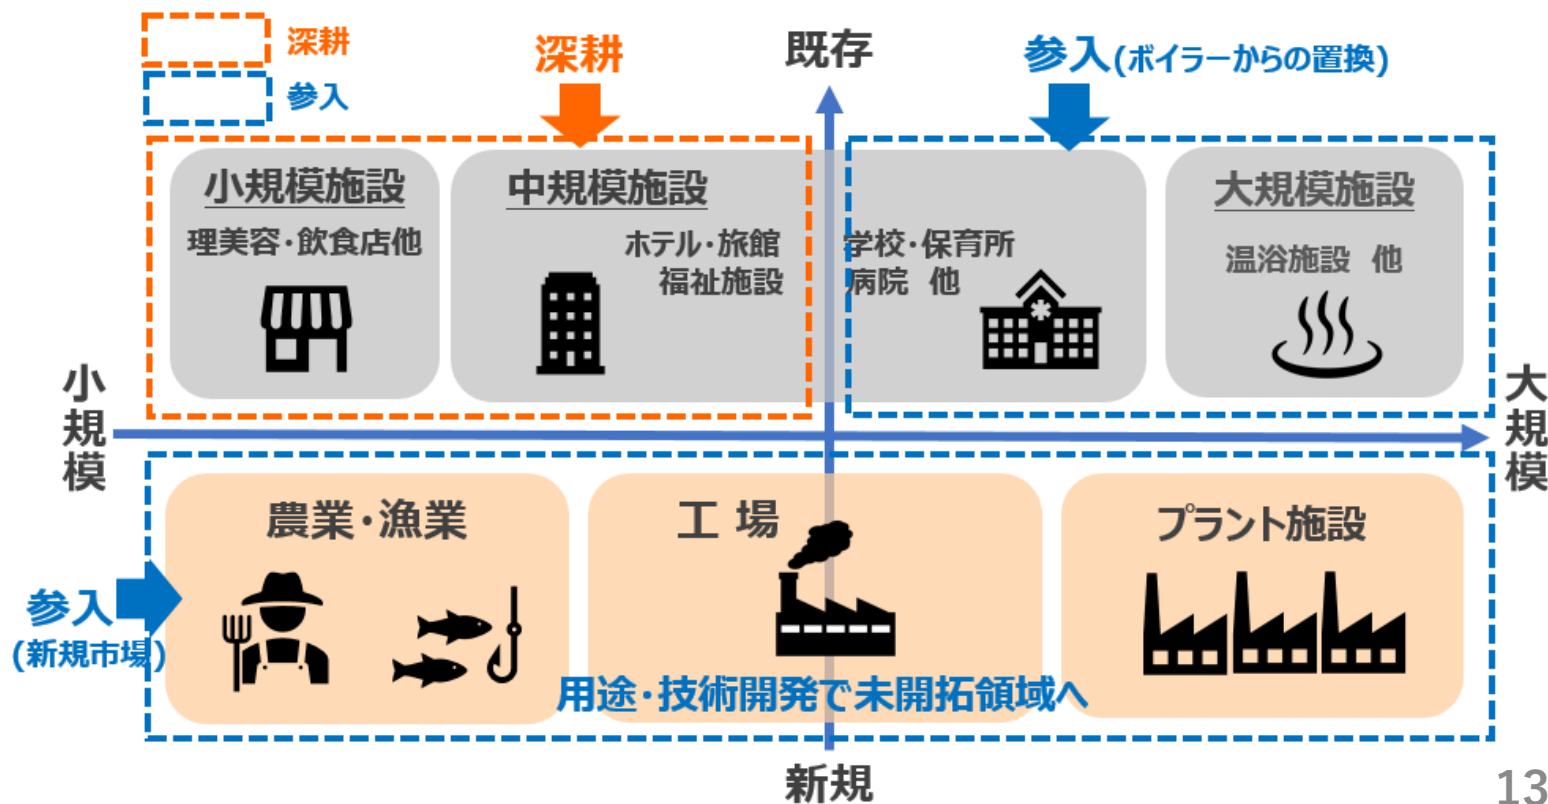 深耕
参入
深耕
既存
参入(ボイラーからの置換)
小規模施設
理美容・飲食店他
中規模施設
ホテル・旅館
福祉施設
学校・保育所
病院 他
大規模施設
温浴施設 他
小規模
大規模
農業・漁業
工 場
プラント施設
参入
(新規市場)
用途・技術開発で未開拓領域へ
新規
13